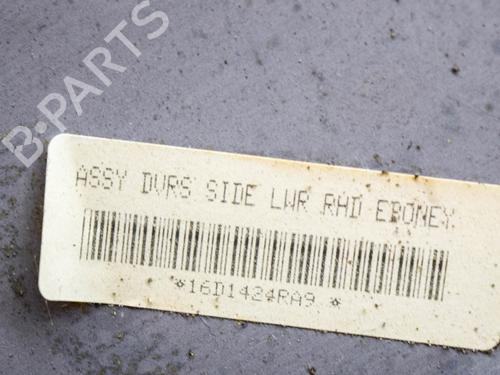 B-PARTS
ASSY DVRS SIDE LWR RHD EBONEY.
*16D1424RA9 *